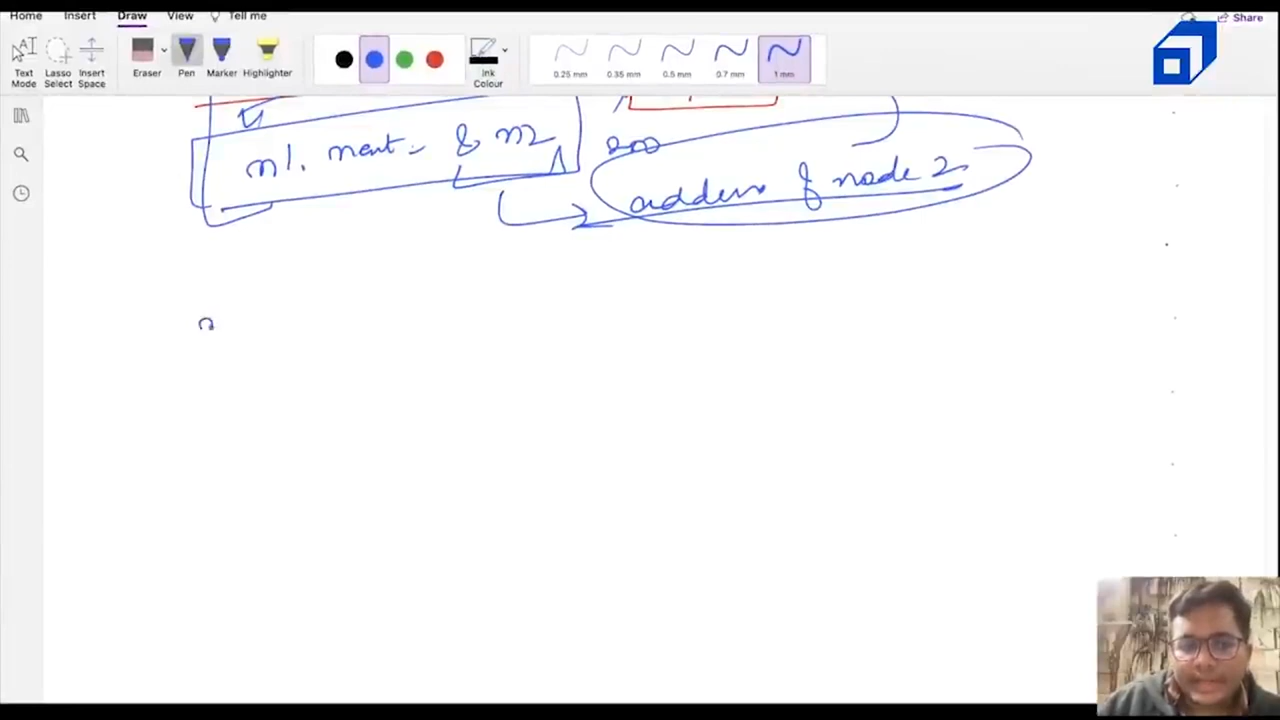 Home Insert Draw View Tell me Share
Text Mode Lasso Select Insert Space Eraser Pen Marker Highlighter Ink Colour 0.25 mm 0.35 mm 0.5 mm 0.7 mm 1 mm
n1. next = & n2 200
address of node 2